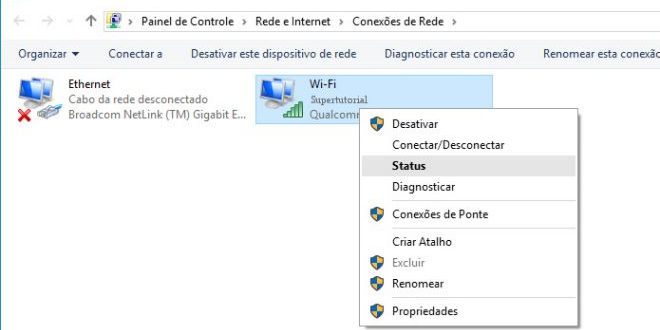 Painel de Controle > Rede e Internet > Conexões de Rede >
Organizar Conectar a Desativar este dispositivo de rede Diagnosticar esta conexão Renomear esta conexão
Ethernet
Cabo da rede desconectado
Broadcom NetLink (TM) Gigabit E...
Wi-Fi
Supertutorial
Qualcomm
Desativar
Conectar/Desconectar
Status
Diagnosticar
Conexões de Ponte
Criar Atalho
Excluir
Renomear
Propriedades